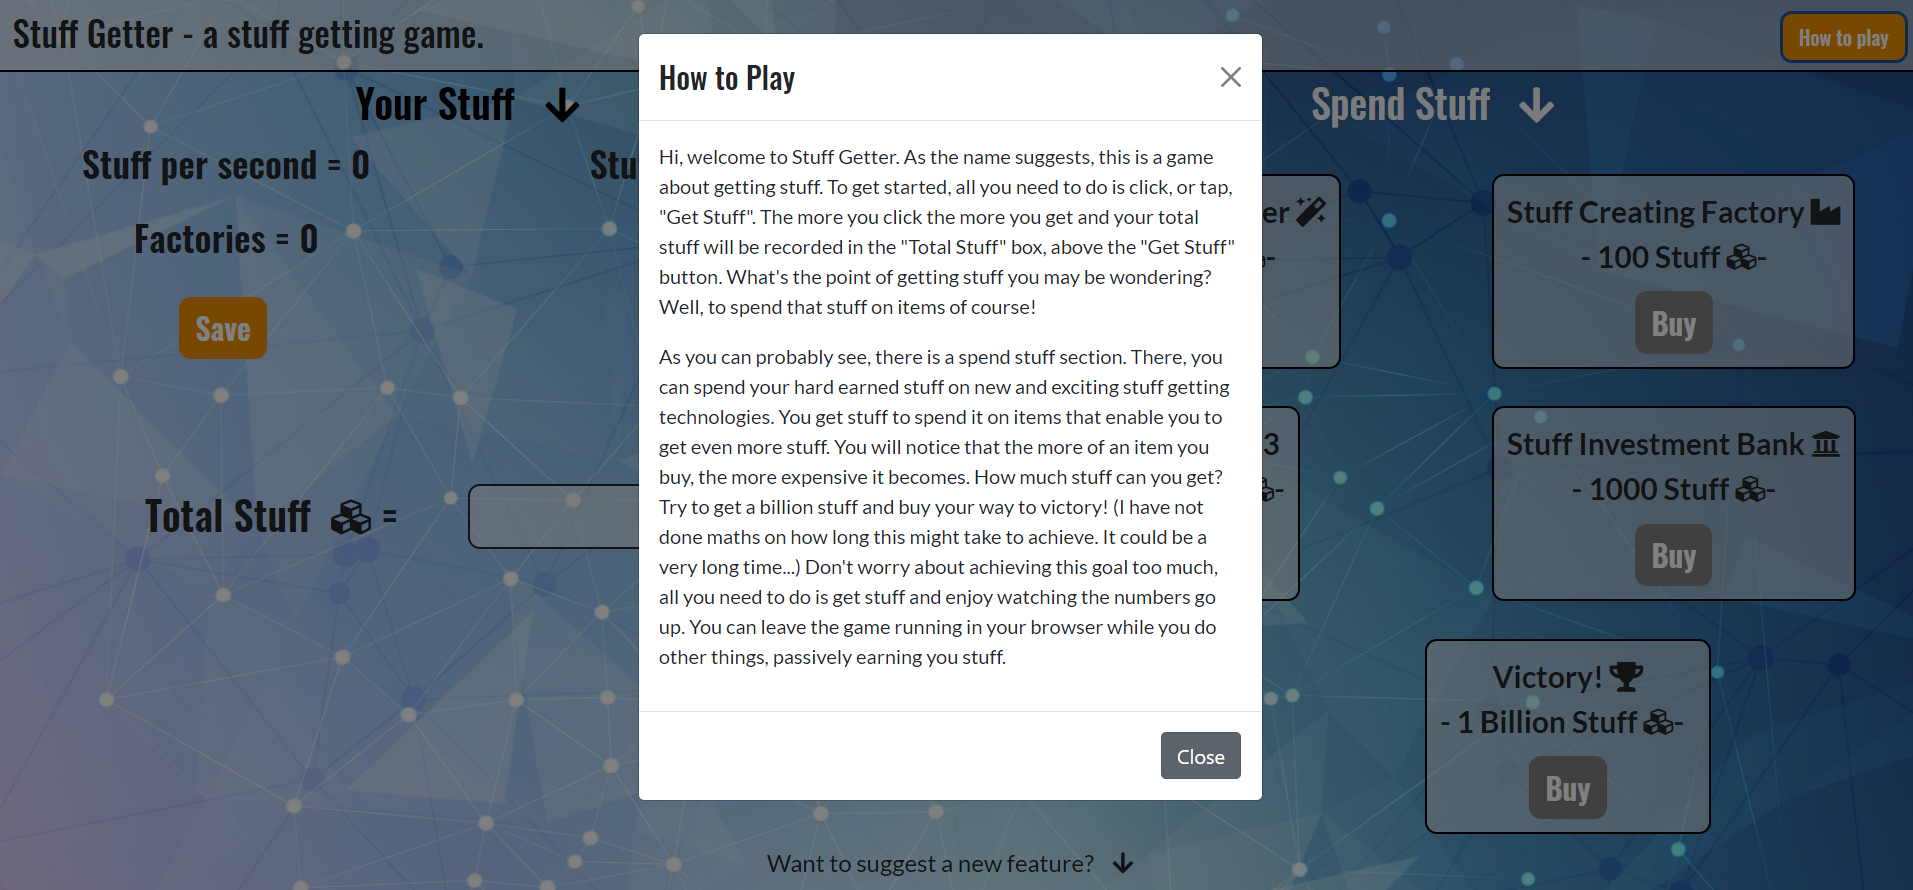 Stuff Getter - a stuff getting game.
How to play
Your Stuff
Spend Stuff
Stuff per second = 0
Factories = 0
Save
Total Stuff =
How to Play
Hi, welcome to Stuff Getter. As the name suggests, this is a game
about getting stuff. To get started, all you need to do is click, or tap,
"Get Stuff". The more you click the more you get and your total
stuff will be recorded in the "Total Stuff" box, above the "Get Stuff"
button. What's the point of getting stuff you may be wondering?
Well, to spend that stuff on items of course!
As you can probably see, there is a spend stuff section. There, you
can spend your hard earned stuff on new and exciting stuff getting
technologies. You get stuff to spend it on items that enable you to
get even more stuff. You will notice that the more of an item you
buy, the more expensive it becomes. How much stuff can you get?
Try to get a billion stuff and buy your way to victory! (I have not
done maths on how long this might take to achieve. It could be a
very long time...) Don't worry about achieving this goal too much,
all you need to do is get stuff and enjoy watching the numbers go
up. You can leave the game running in your browser while you do
other things, passively earning you stuff.
Close
3
Stuff Creating Factory
- 100 Stuff -
Buy
Stuff Investment Bank
- 1000 Stuff -
Buy
Victory!
- 1 Billion Stuff -
Buy
Want to suggest a new feature?